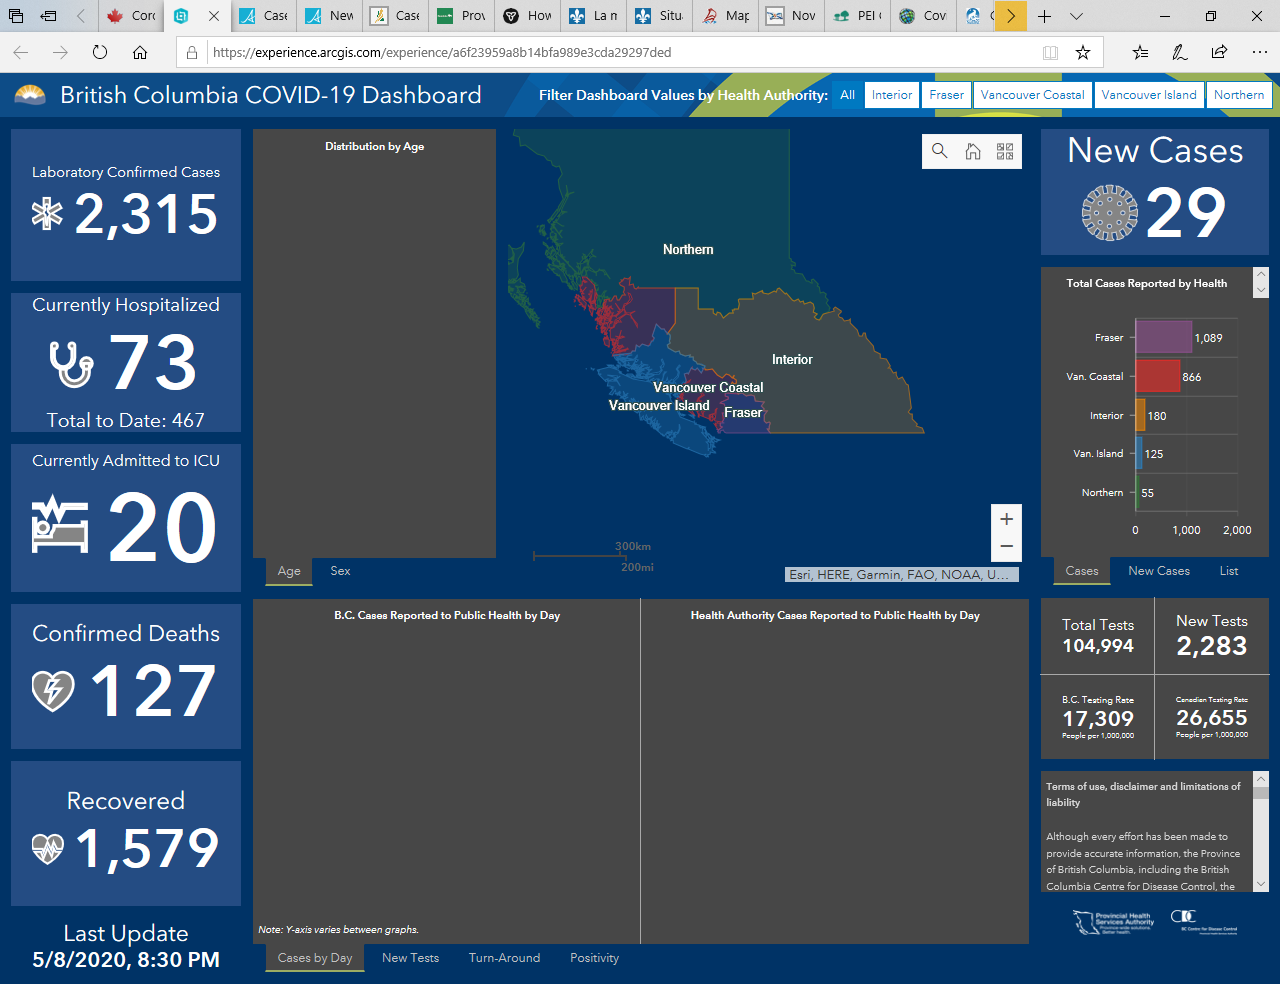 Coro
Case
New
Case
Prov
How
La m
Situa
Map
Nov
PEI C
Covi
https://experience.arcgis.com/experience/a6f23959a8b14bfa989e3cda29297ded
British Columbia COVID-19 Dashboard
Filter Dashboard Values by Health Authority:
All
Interior
Fraser
Vancouver Coastal
Vancouver Island
Northern
Laboratory Confirmed Cases
2,315
Currently Hospitalized
73
Total to Date: 467
Currently Admitted to ICU
20
Confirmed Deaths
127
Recovered
1,579
Last Update
5/8/2020, 8:30 PM
Distribution by Age
Age
Sex
Northern
Interior
Vancouver Coastal
Vancouver Island
Fraser
300km
200mi
Esri, HERE, Garmin, FAO, NOAA, U...
New Cases
29
Total Cases Reported by Health
Fraser
1,089
Van. Coastal
866
Interior
180
Van. Island
125
Northern
55
0
1,000
2,000
Cases
New Cases
List
B.C. Cases Reported to Public Health by Day
Health Authority Cases Reported to Public Health by Day
Note: Y-axis varies between graphs.
Cases by Day
New Tests
Turn-Around
Positivity
Total Tests
104,994
New Tests
2,283
B.C. Testing Rate
17,309
People per 1,000,000
Canadian Testing Rate
26,655
People per 1,000,000
Terms of use, disclaimer and limitations of
liability
Although every effort has been made to
provide accurate information, the Province
of British Columbia, including the British
Columbia Centre for Disease Control, the
Provincial Health
Services Authority
Province-wide solutions.
Better health.
BC Centre for Disease Control